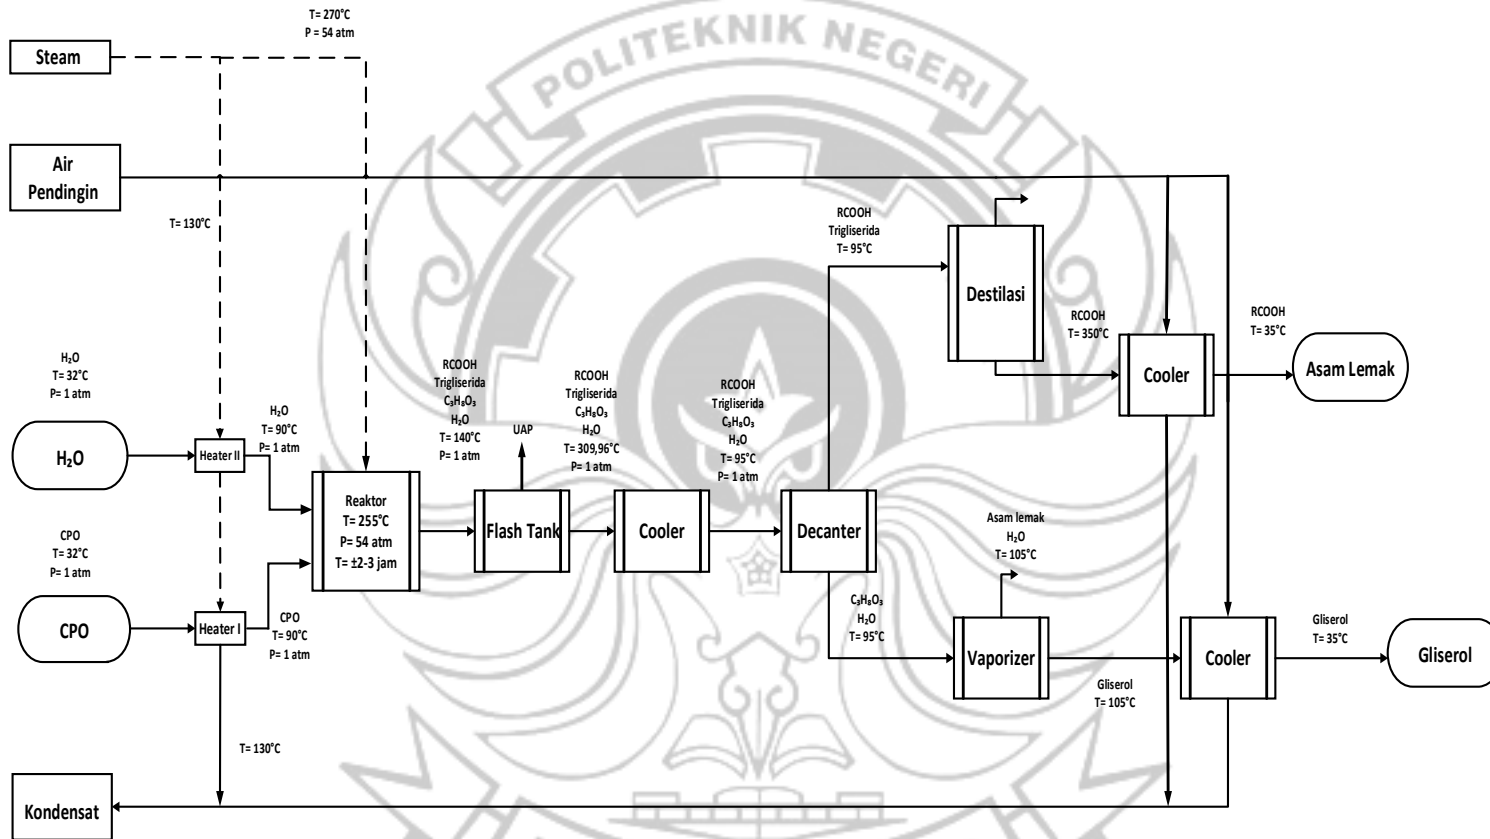 POLITEKNIK NEGERI
T= 270°C
P = 54 atm
Steam
Air
Pendingin
T= 130°C
RCOOH
Trigliserida
T= 95°C
Destilasi
RCOOH
T= 350°C
Cooler
RCOOH
T= 35°C
Asam Lemak
H₂O
T= 32°C
P= 1 atm
H₂O
Heater II
H₂O
T= 90°C
P= 1 atm
CPO
T= 32°C
P= 1 atm
CPO
Heater I
CPO
T= 90°C
P= 1 atm
Reaktor
T= 255°C
P= 54 atm
T= ±2-3 jam
RCOOH
Trigliserida
C₃H₈O₃
H₂O
T= 140°C
P= 1 atm
UAP
Flash Tank
RCOOH
Trigliserida
C₃H₈O₃
H₂O
T= 309,96°C
P= 1 atm
Cooler
RCOOH
Trigliserida
C₃H₈O₃
H₂O
T= 95°C
P= 1 atm
Decanter
C₃H₈O₃
H₂O
T= 95°C
Asam lemak
H₂O
T= 105°C
Vaporizer
Gliserol
T= 105°C
Cooler
Gliserol
T= 35°C
Gliserol
T= 130°C
Kondensat